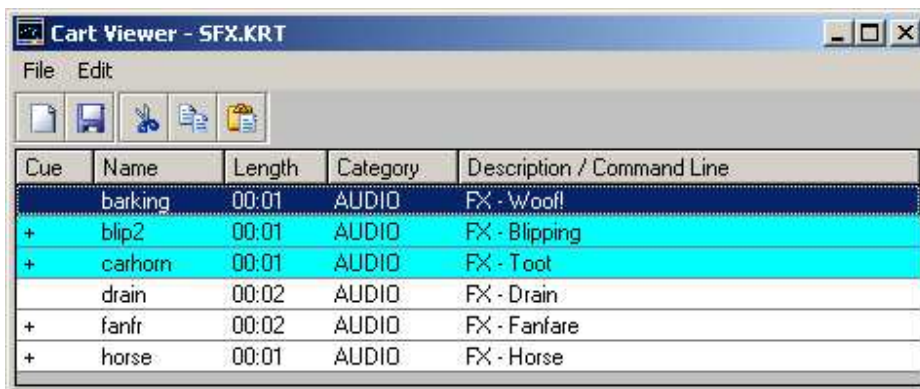 Cart Viewer - SFX.KRT
File Edit
Cue Name Length Category Description / Command Line
barking 00:01 AUDIO FX - Woof!
+ blip2 00:01 AUDIO FX - Blipping
+ carhorn 00:01 AUDIO FX - Toot
drain 00:02 AUDIO FX - Drain
+ fanfr 00:02 AUDIO FX - Fanfare
+ horse 00:01 AUDIO FX - Horse